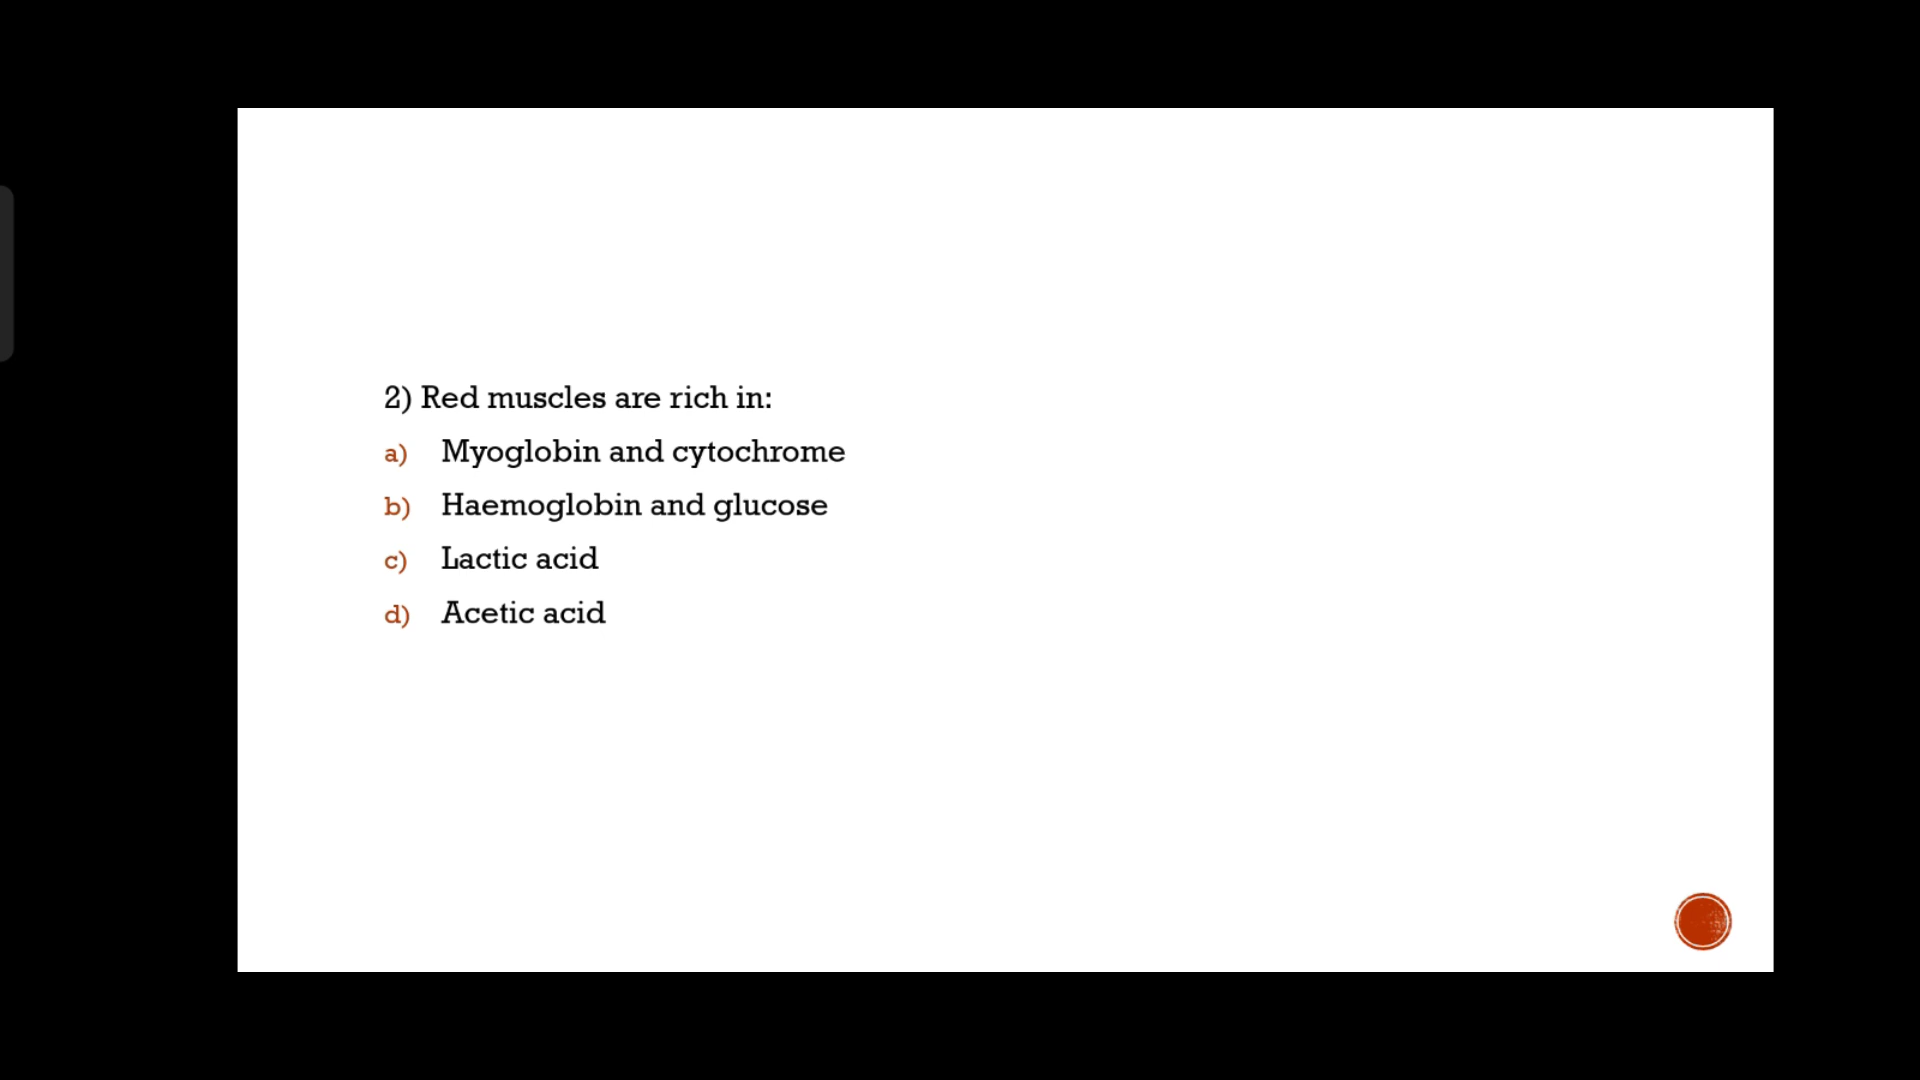 2) Red muscles are rich in:
a) Myoglobin and cytochrome
b) Haemoglobin and glucose
c) Lactic acid
d) Acetic acid